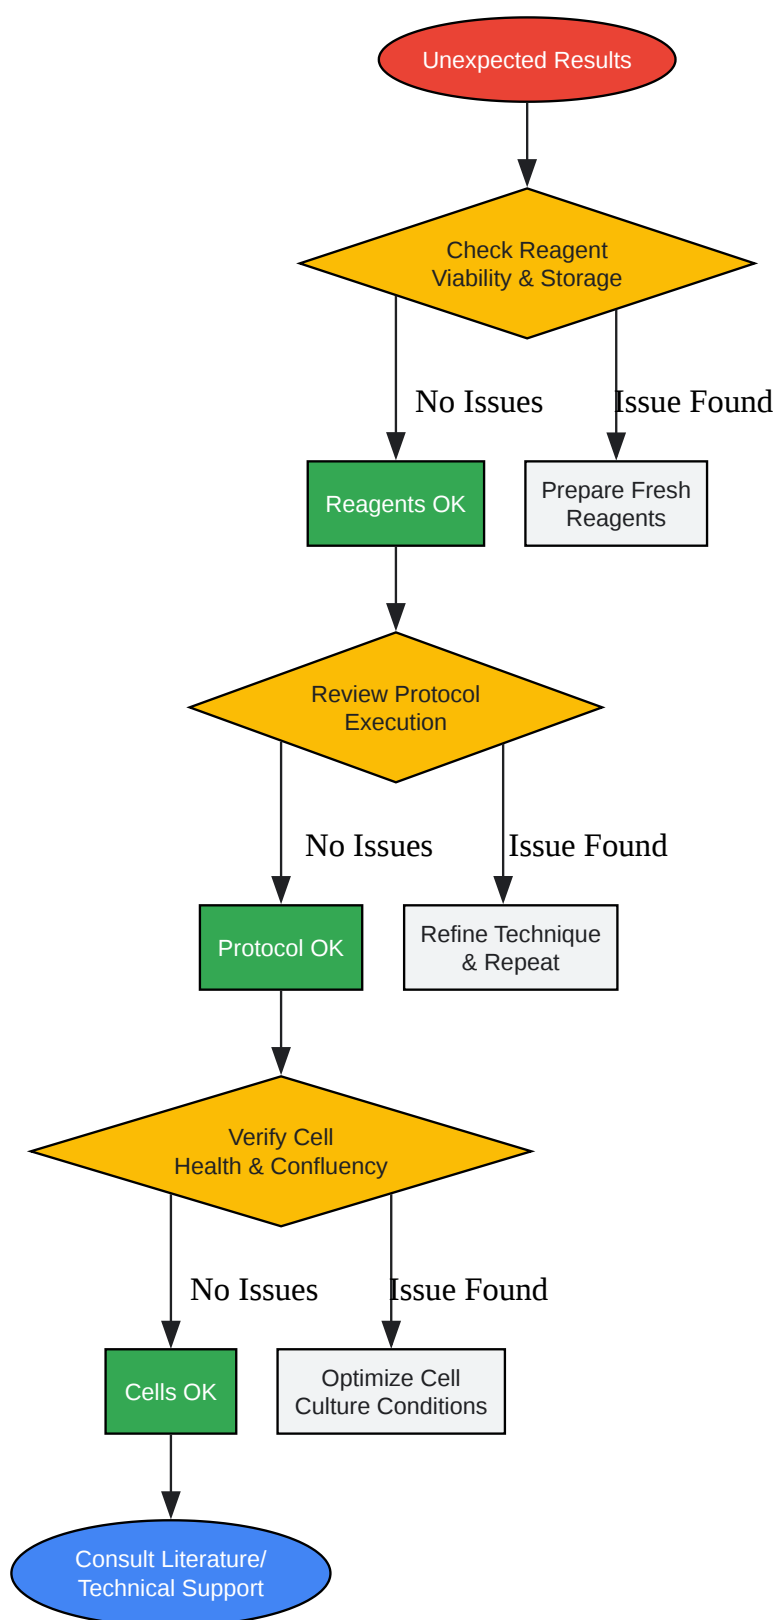 Unexpected Results
Check Reagent
Viability & Storage
No Issues
Issue Found
Reagents OK
Prepare Fresh
Reagents
Review Protocol
Execution
No Issues
Issue Found
Protocol OK
Refine Technique
& Repeat
Verify Cell
Health & Confluency
No Issues
Issue Found
Cells OK
Optimize Cell
Culture Conditions
Consult Literature/
Technical Support